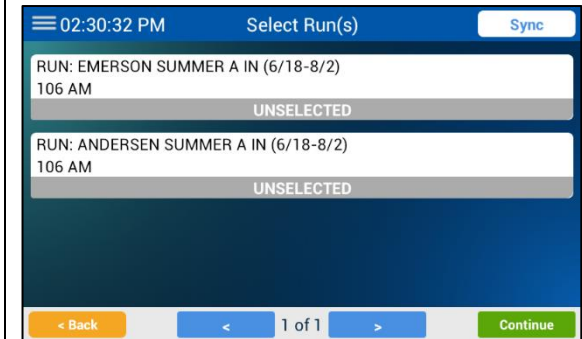 02:30:32 PM Select Run(s) Sync
RUN: EMERSON SUMMER A IN (6/18-8/2)
106 AM
UNSELECTED
RUN: ANDERSEN SUMMER A IN (6/18-8/2)
106 AM
UNSELECTED
< Back < 1 of 1 > Continue